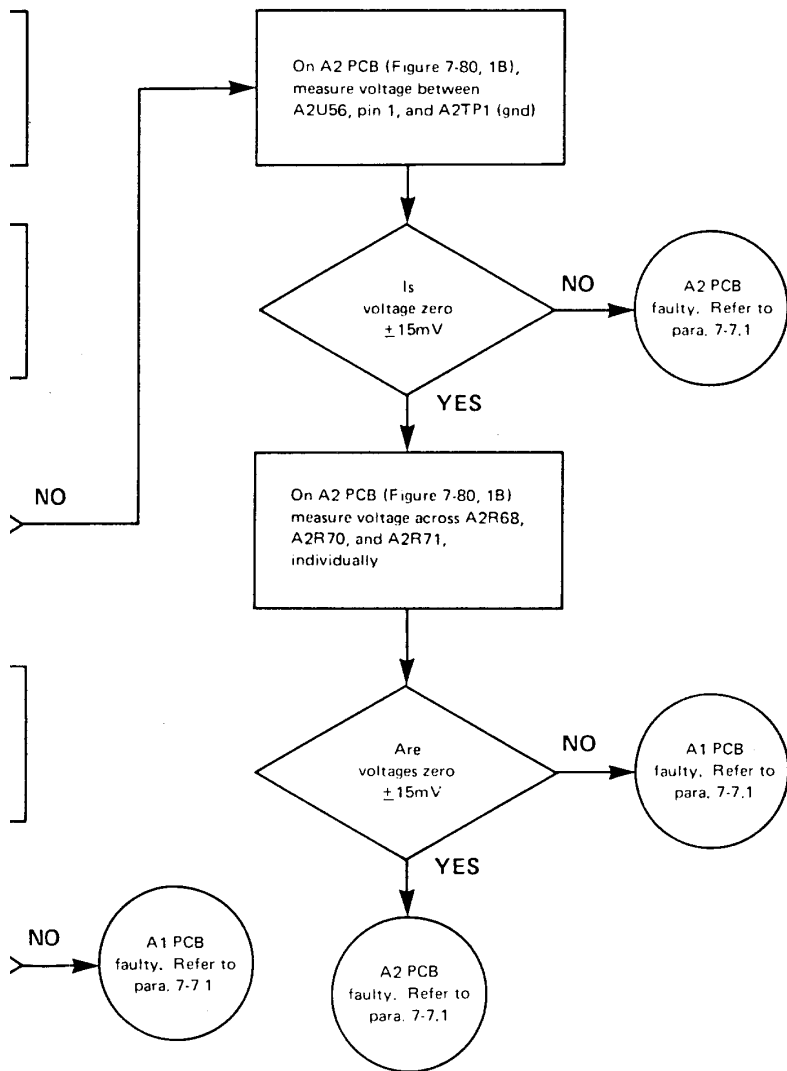 On A2 PCB (Figure 7-80, 1B),
measure voltage between
A2U56, pin 1, and A2TP1 (gnd)
Is
voltage zero
± 15mV
NO
A2 PCB
faulty. Refer to
para. 7-7.1
YES
On A2 PCB (Figure 7-80, 1B)
measure voltage across A2R68,
A2R70, and A2R71,
individually
NO
Are
voltages zero
± 15mV
NO
A1 PCB
faulty. Refer to
para. 7-7.1
YES
NO
A1 PCB
faulty. Refer to
para. 7-7 1
A2 PCB
faulty. Refer to
para. 7-7.1